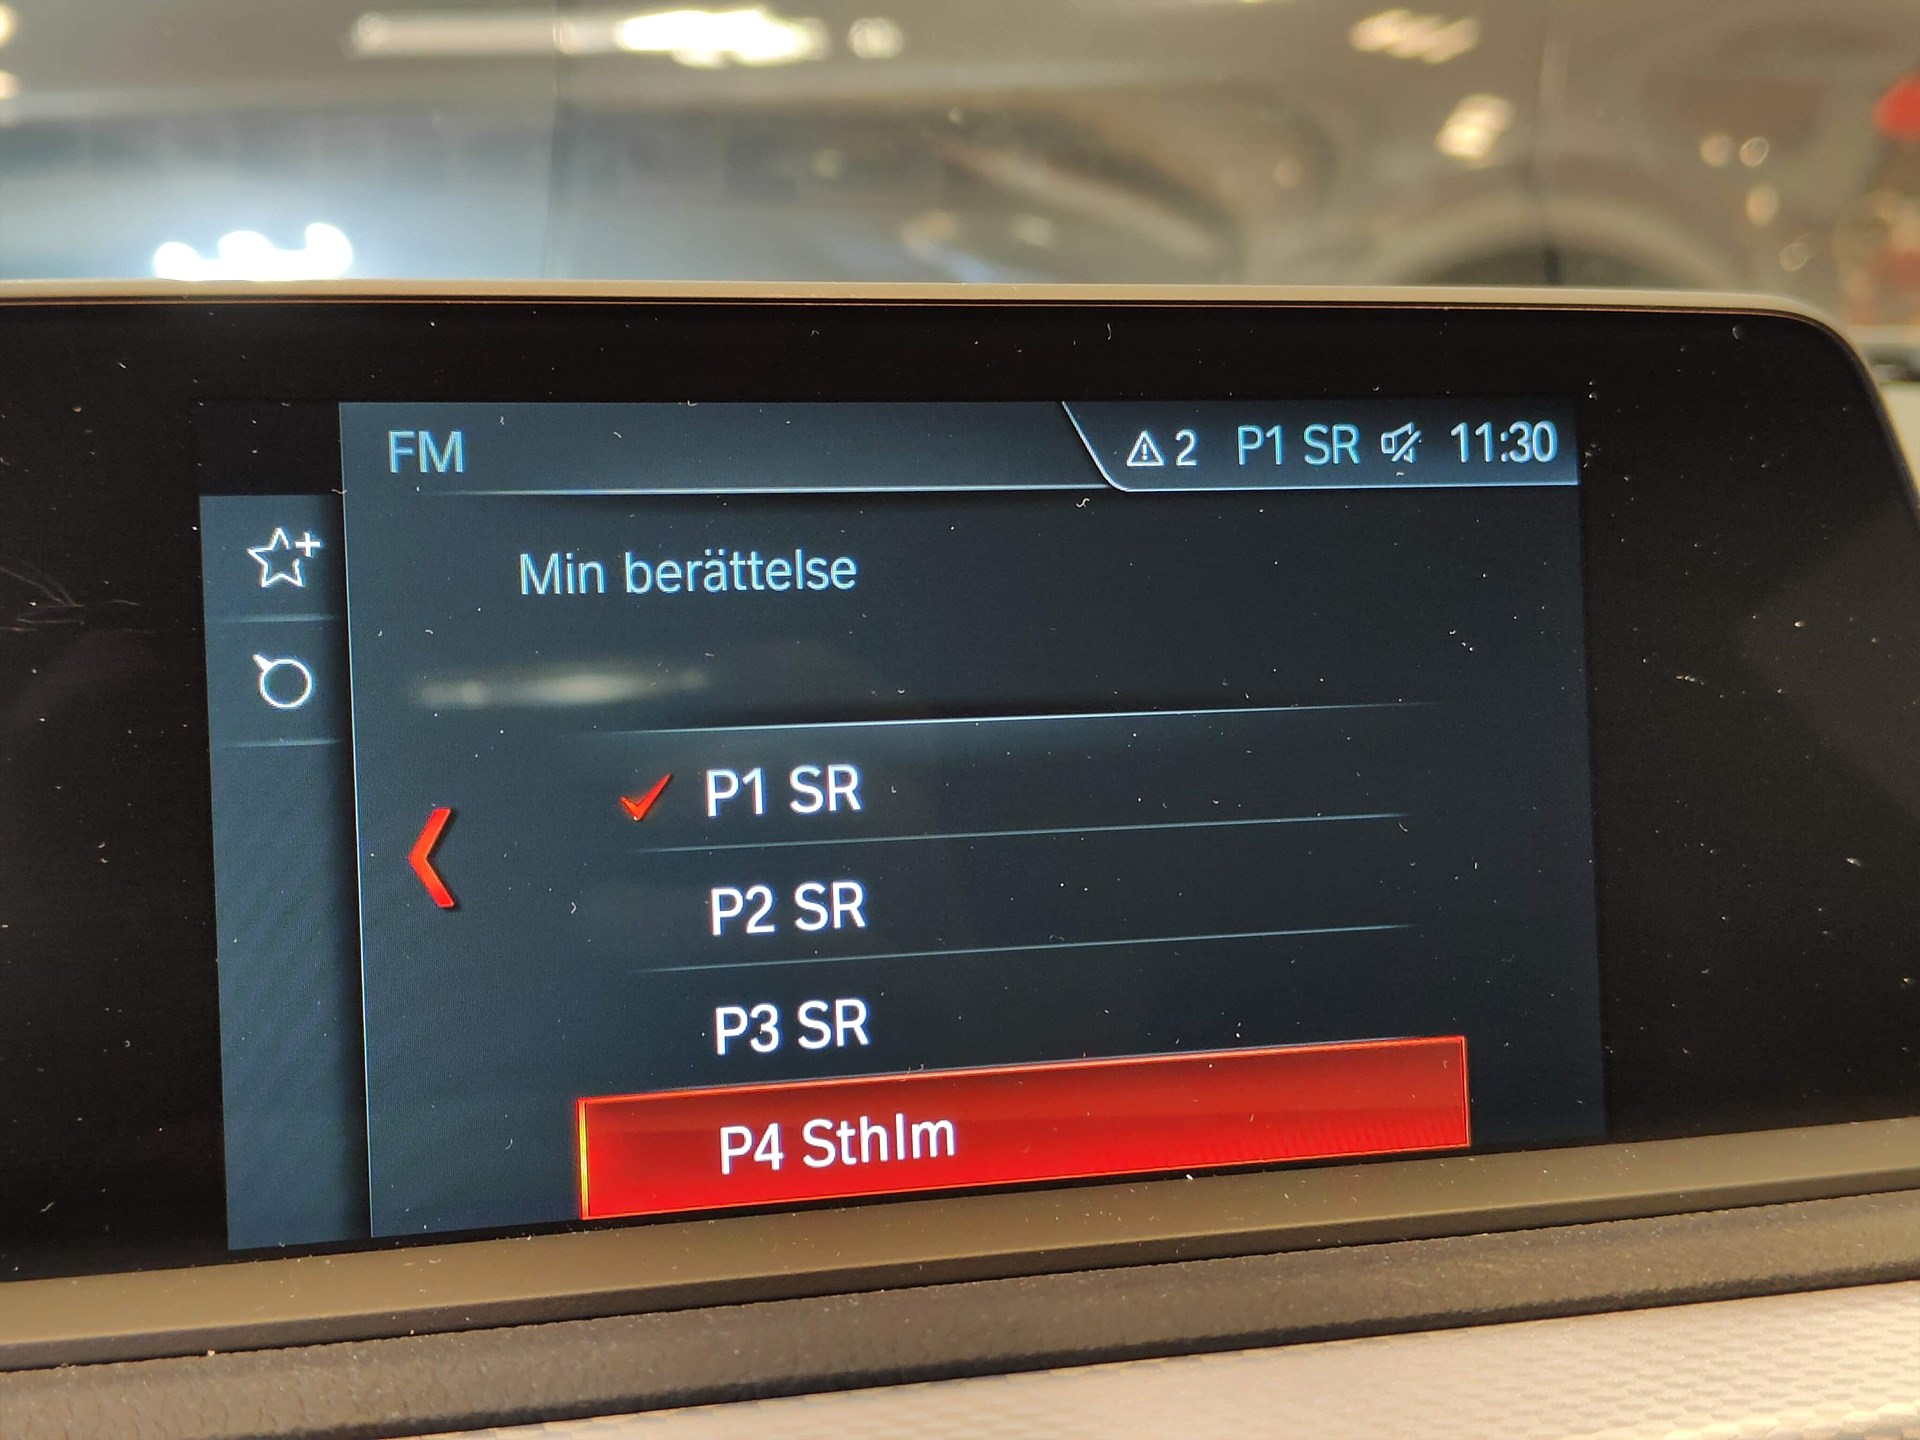 FM
2 P1 SR 11:30
Min berättelse
P1 SR
P2 SR
P3 SR
P4 Sthlm